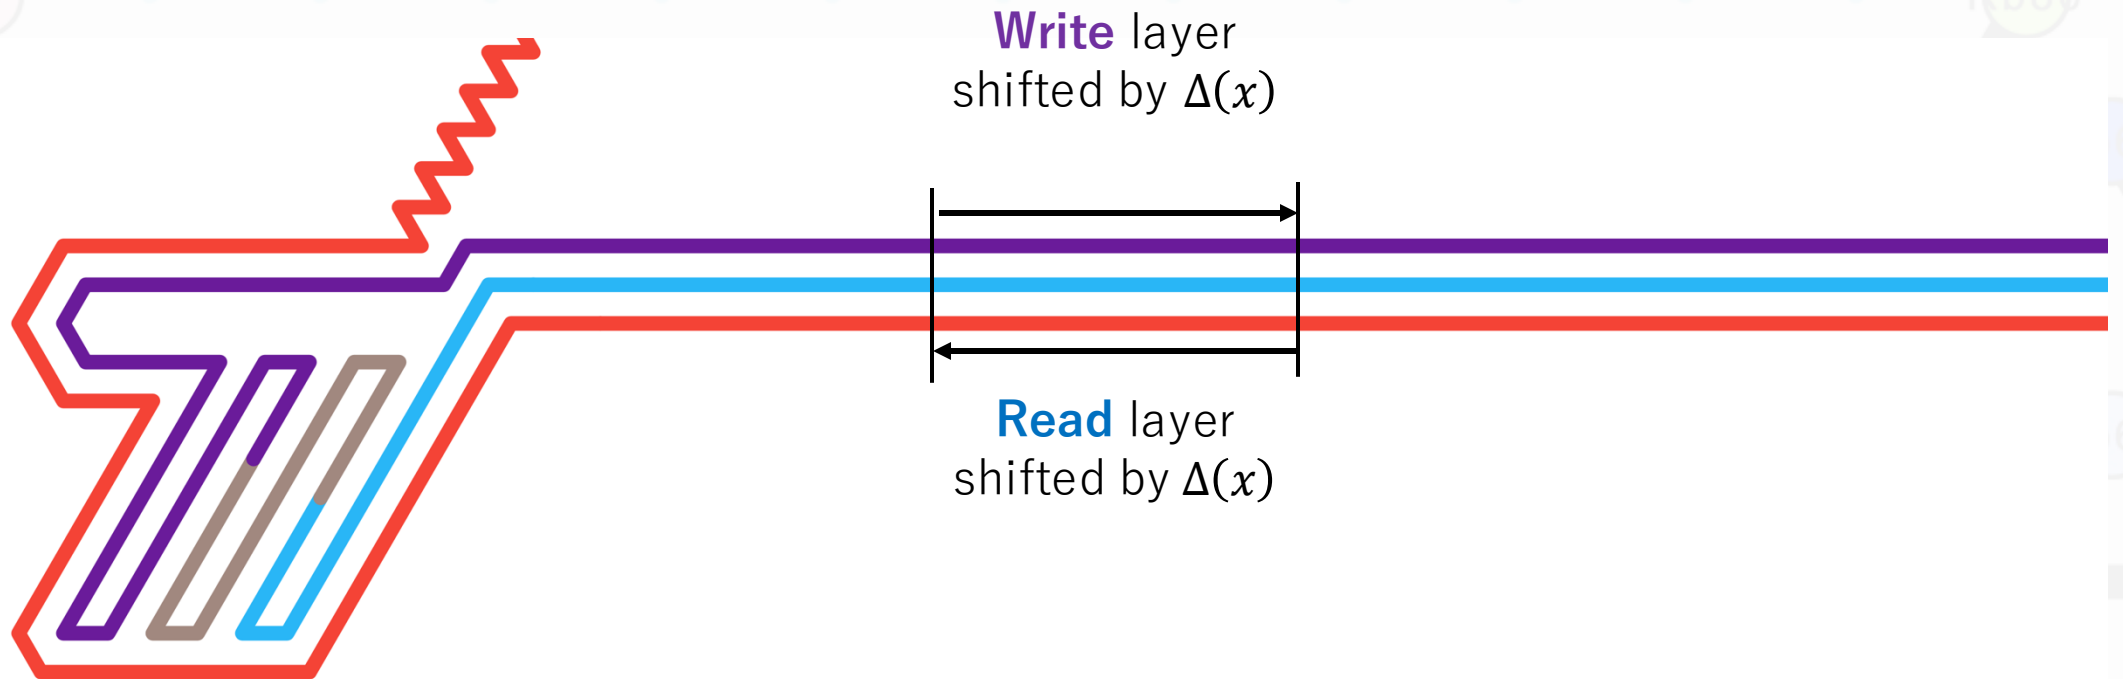 Write layer
shifted by Δ(x)
Read layer
shifted by Δ(x)